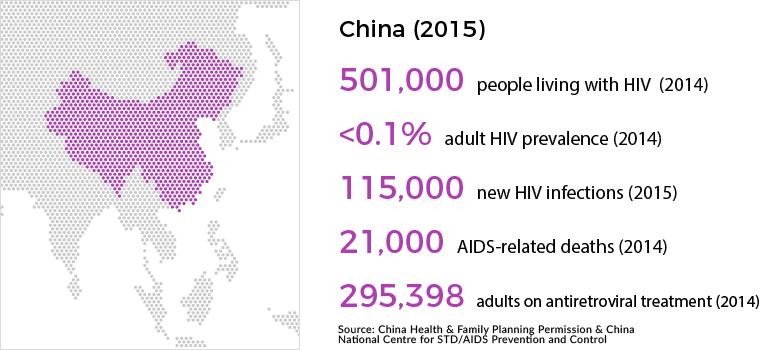 China (2015)
501,000 people living with HIV (2014)
<0.1% adult HIV prevalence (2014)
115,000 new HIV infections (2015)
21,000 AIDS-related deaths (2014)
295,398 adults on antiretroviral treatment (2014)
Source: China Health & Family Planning Permission & China
National Centre for STD/AIDS Prevention and Control